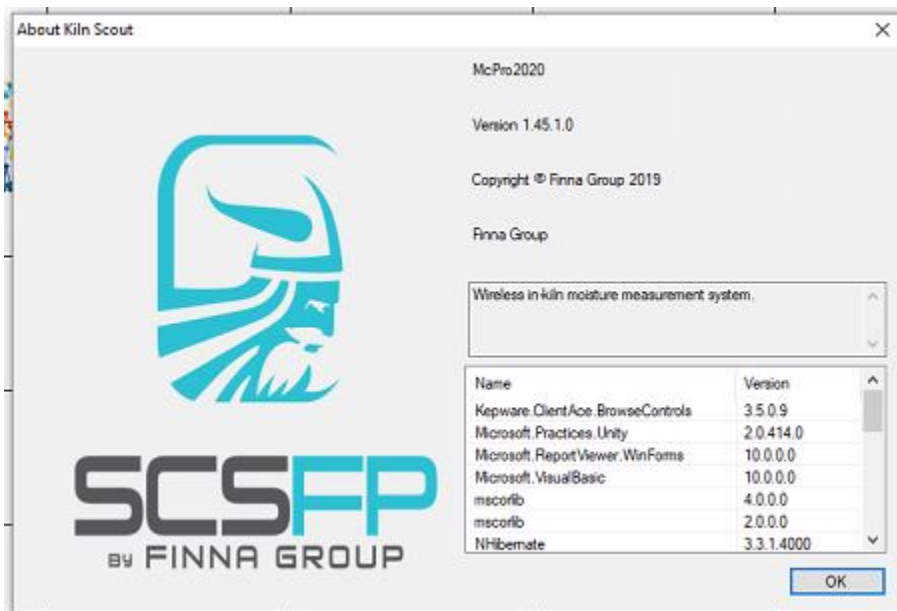 About Kiln Scout
McPro2020
Version 1.45.1.0
Copyright © Finna Group 2019
Finna Group
Wireless in-kiln moisture measurement system.
Name Version
Kepware.ClientAce.BrowseControls 3.5.0.9
Microsoft.Practices.Unity 2.0.414.0
Microsoft.ReportViewer.WinForms 10.0.0.0
Microsoft.VisualBasic 10.0.0.0
mscorlib 4.0.0.0
mscorlib 2.0.0.0
NHibernate 3.3.1.4000
SCSFP
BY FINNA GROUP
OK